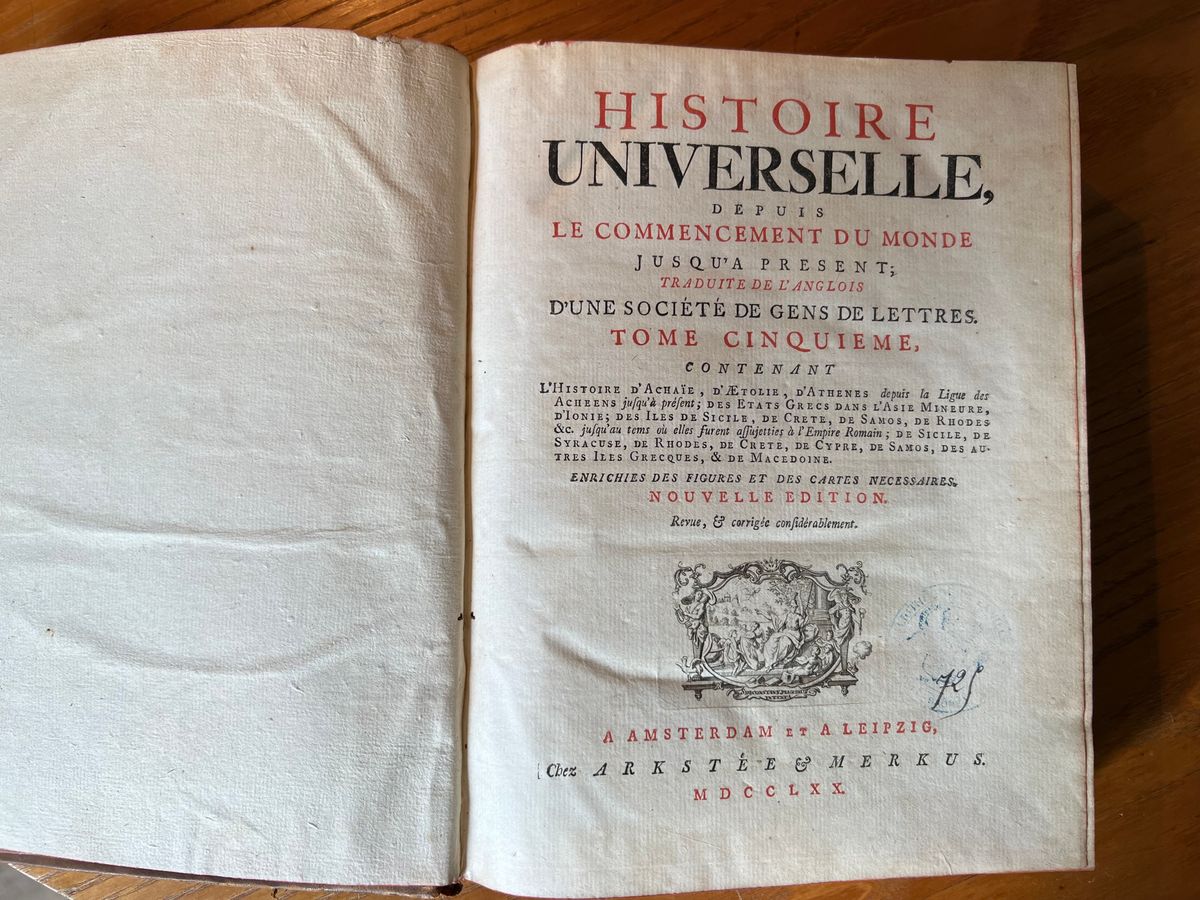 HISTOIRE
UNIVERSELLE,
DEPUIS
LE COMMENCEMENT DU MONDE
JUSQU'A PRESENT;
TRADUITE DE L'ANGLOIS
D'UNE SOCIÉTÉ DE GENS DE LETTRES.
TOME CINQUIEME,
CONTENANT
L'HISTOIRE D'ACHAÏE, D'ÆTOLIE, D'ATHENES depuis la Ligue des
ACHEENS juſqu'à préſent; DES ETATS GRECS DANS L'ASIE MINEURE,
D'IONIE; DES ILES DE SICILE, DE CRETE, DE SAMOS, DE RHODES
&c. juſqu'au tems où elles furent aſſujetties à l'Empire Romain; DE SICILE, DE
SYRACUSE, DE RHODES, DE CRETE, DE CYPRE, DE SAMOS, DES AU-
TRES ILES GRECQUES, & DE MACEDOINE.
ENRICHIES DES FIGURES ET DES CARTES NECESSAIRES.
NOUVELLE EDITION.
Revue, & corrigée conſidérablement.
725
A AMSTERDAM ET A LEIPZIG,
Chez ARKSTÉE & MERKUS.
MDCCLXX.